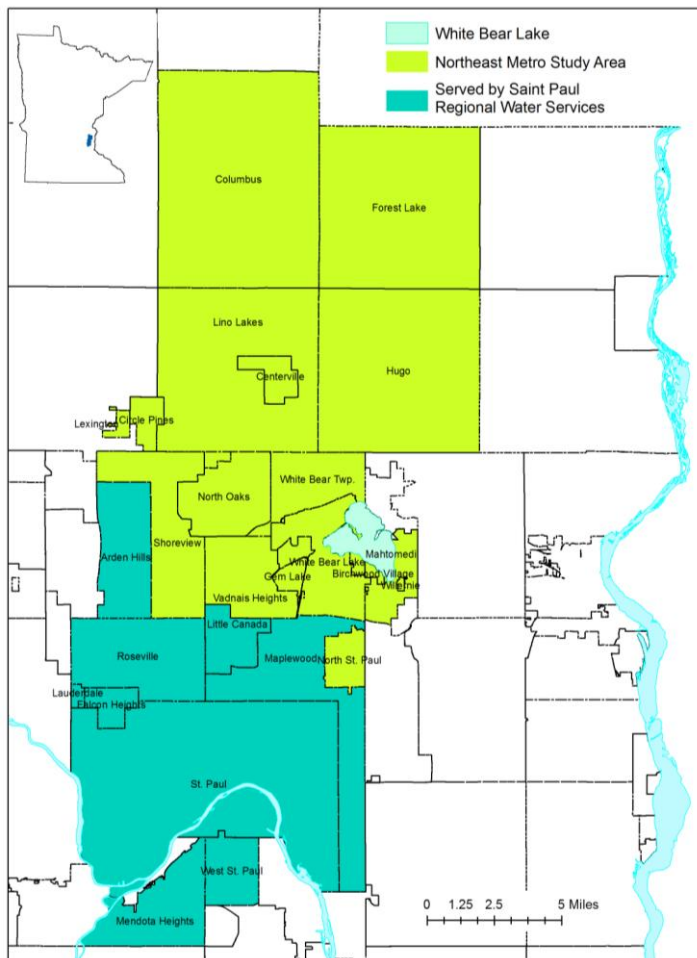 White Bear Lake
Northeast Metro Study Area
Served by Saint Paul
Regional Water Services
Columbus
Forest Lake
Lino Lakes
Centerville
Hugo
Circle Pines
Lexington
White Bear Twp.
North Oaks
Shoreview
Arden Hills
Mahtomedi
White Bear Lake
Birchwood Village
Gem Lake
Willernie
Vadnais Heights
Little Canada
Roseville
Maplewood
North St. Paul
Lauderdale
Falcon Heights
St. Paul
West St. Paul
Mendota Heights
0 1.25 2.5 5 Miles